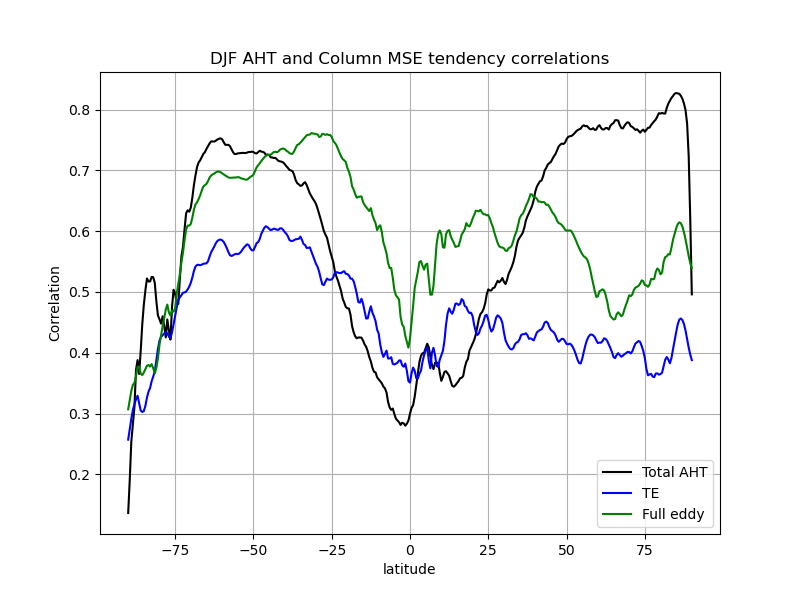 DJF AHT and Column MSE tendency correlations
Correlation
0.8
0.7
0.6
0.5
0.4
0.3
0.2
−75
−50
−25
0
25
50
75
latitude
Total AHT
TE
Full eddy